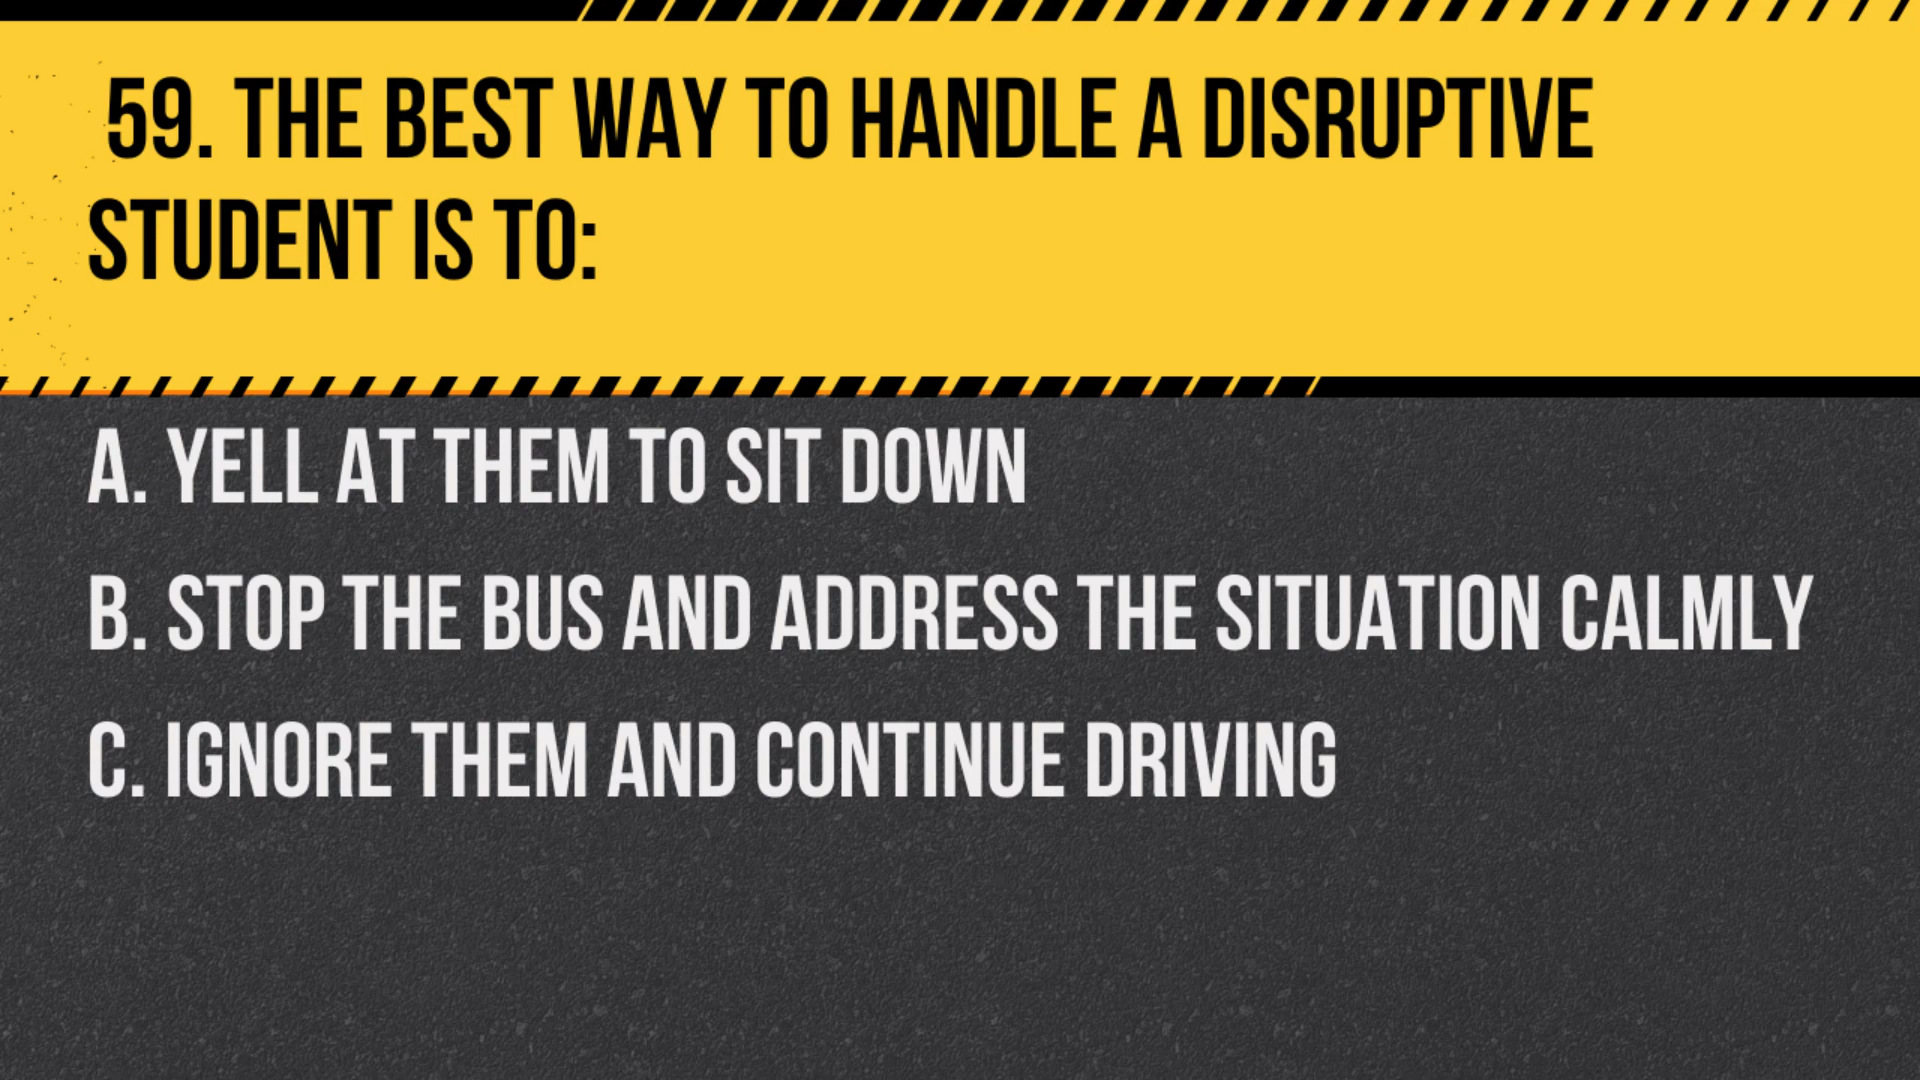 59. THE BEST WAY TO HANDLE A DISRUPTIVE
STUDENT IS TO:
A. YELL AT THEM TO SIT DOWN
B. STOP THE BUS AND ADDRESS THE SITUATION CALMLY
C. IGNORE THEM AND CONTINUE DRIVING